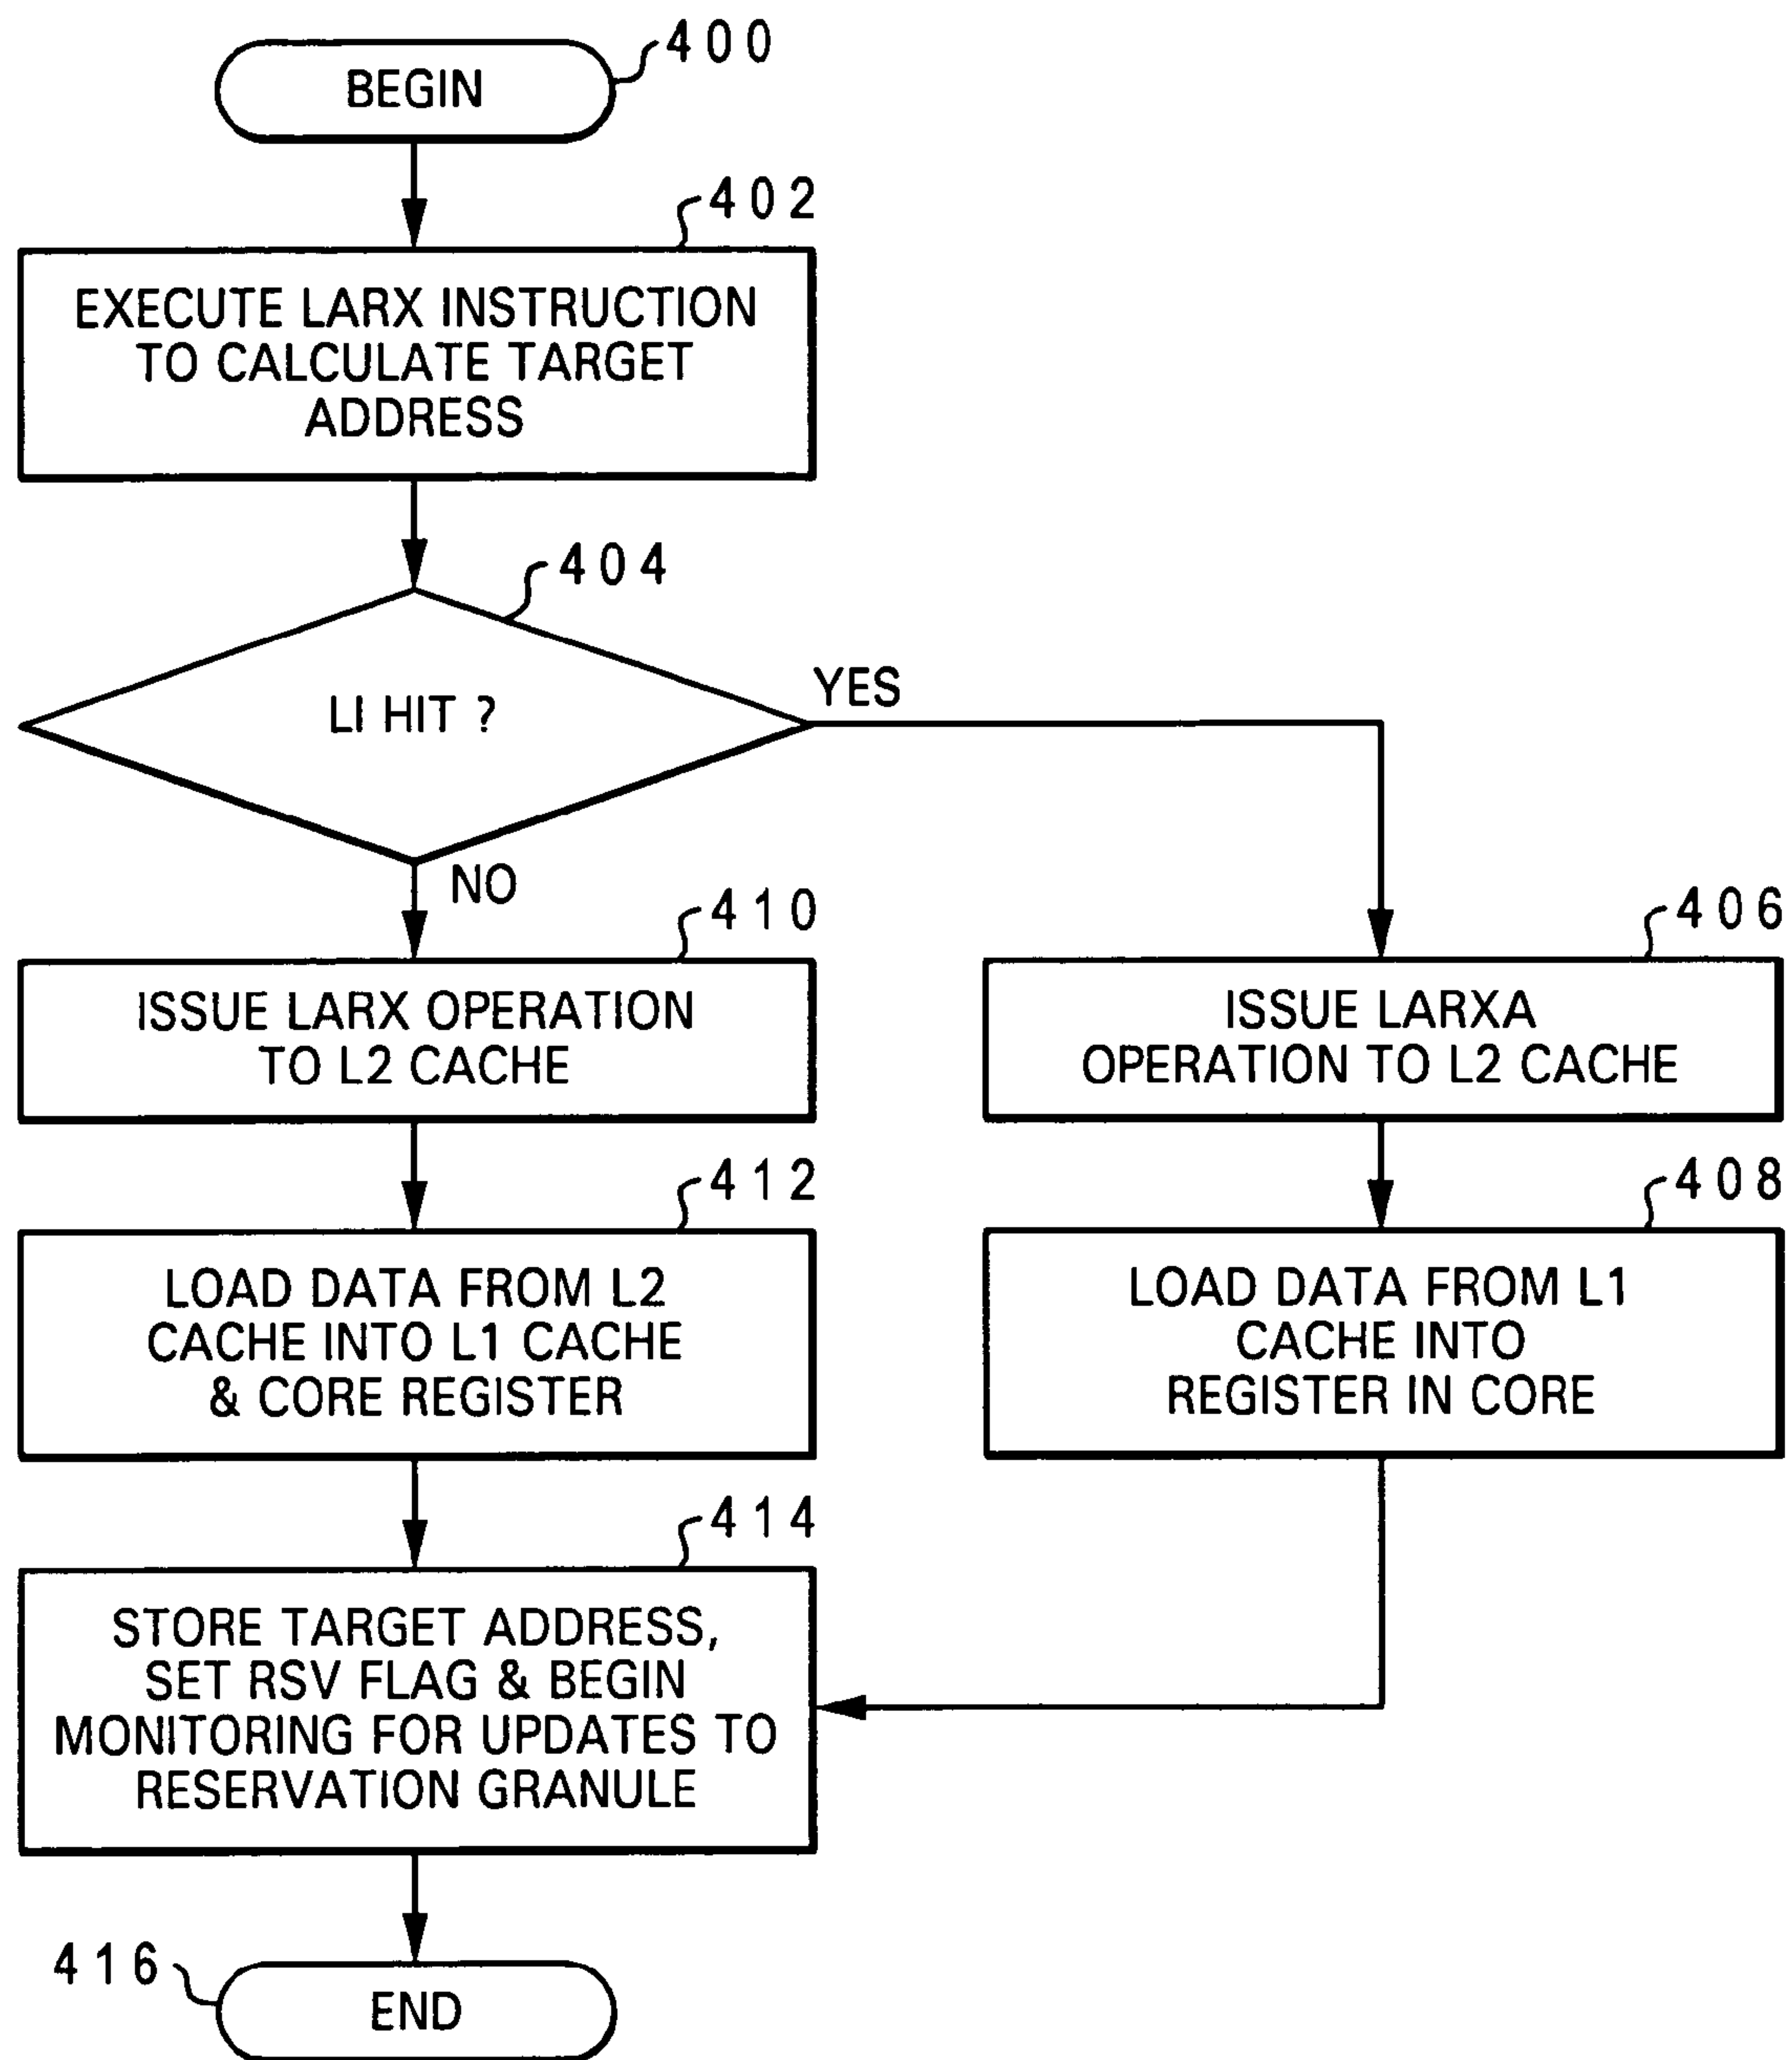 400
BEGIN
402
EXECUTE LARX INSTRUCTION
TO CALCULATE TARGET
ADDRESS
404
LI HIT ?
YES
NO
410
ISSUE LARX OPERATION
TO L2 CACHE
406
ISSUE LARXA
OPERATION TO L2 CACHE
412
LOAD DATA FROM L2
CACHE INTO L1 CACHE
& CORE REGISTER
408
LOAD DATA FROM L1
CACHE INTO
REGISTER IN CORE
414
STORE TARGET ADDRESS,
SET RSV FLAG & BEGIN
MONITORING FOR UPDATES TO
RESERVATION GRANULE
416
END